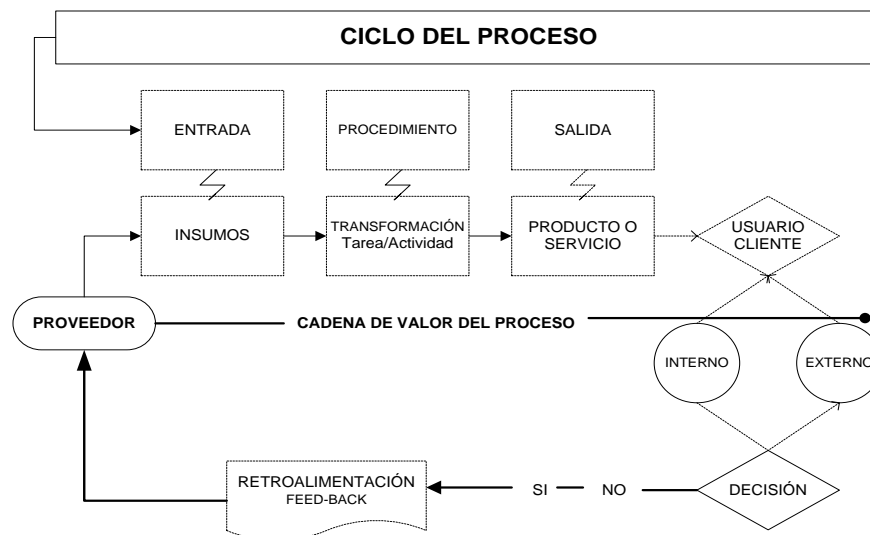 CICLO DEL PROCESO
ENTRADA
PROCEDIMIENTO
SALIDA
INSUMOS
TRANSFORMACIÓN
Tarea/Actividad
PRODUCTO O
SERVICIO
USUARIO
CLIENTE
PROVEEDOR
CADENA DE VALOR DEL PROCESO
INTERNO
EXTERNO
RETROALIMENTACIÓN
FEED-BACK
SI
NO
DECISIÓN